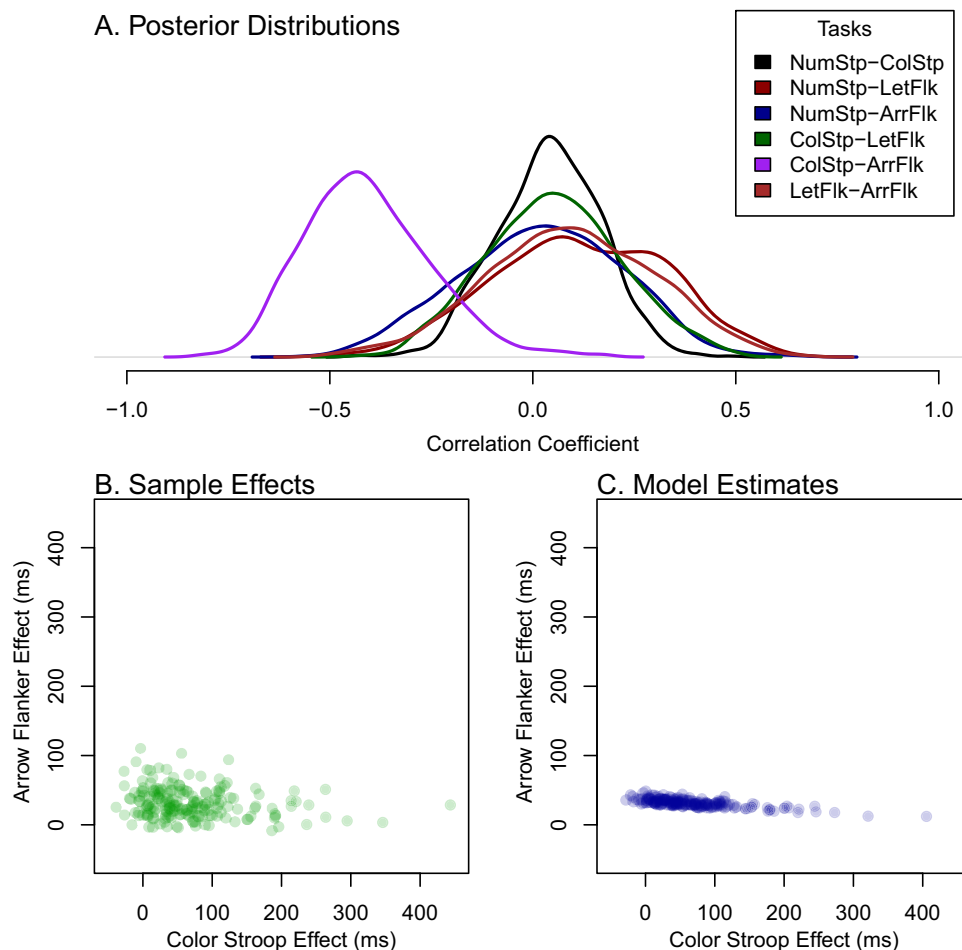 A. Posterior Distributions
Tasks
NumStp−ColStp
NumStp−LetFlk
NumStp−ArrFlk
ColStp−LetFlk
ColStp−ArrFlk
LetFlk−ArrFlk
−1.0 −0.5 0.0 0.5 1.0
Correlation Coefficient
B. Sample Effects
Arrow Flanker Effect (ms)
400
300
200
100
0
0 100 200 300 400
Color Stroop Effect (ms)
C. Model Estimates
Arrow Flanker Effect (ms)
400
300
200
100
0
0 100 200 300 400
Color Stroop Effect (ms)